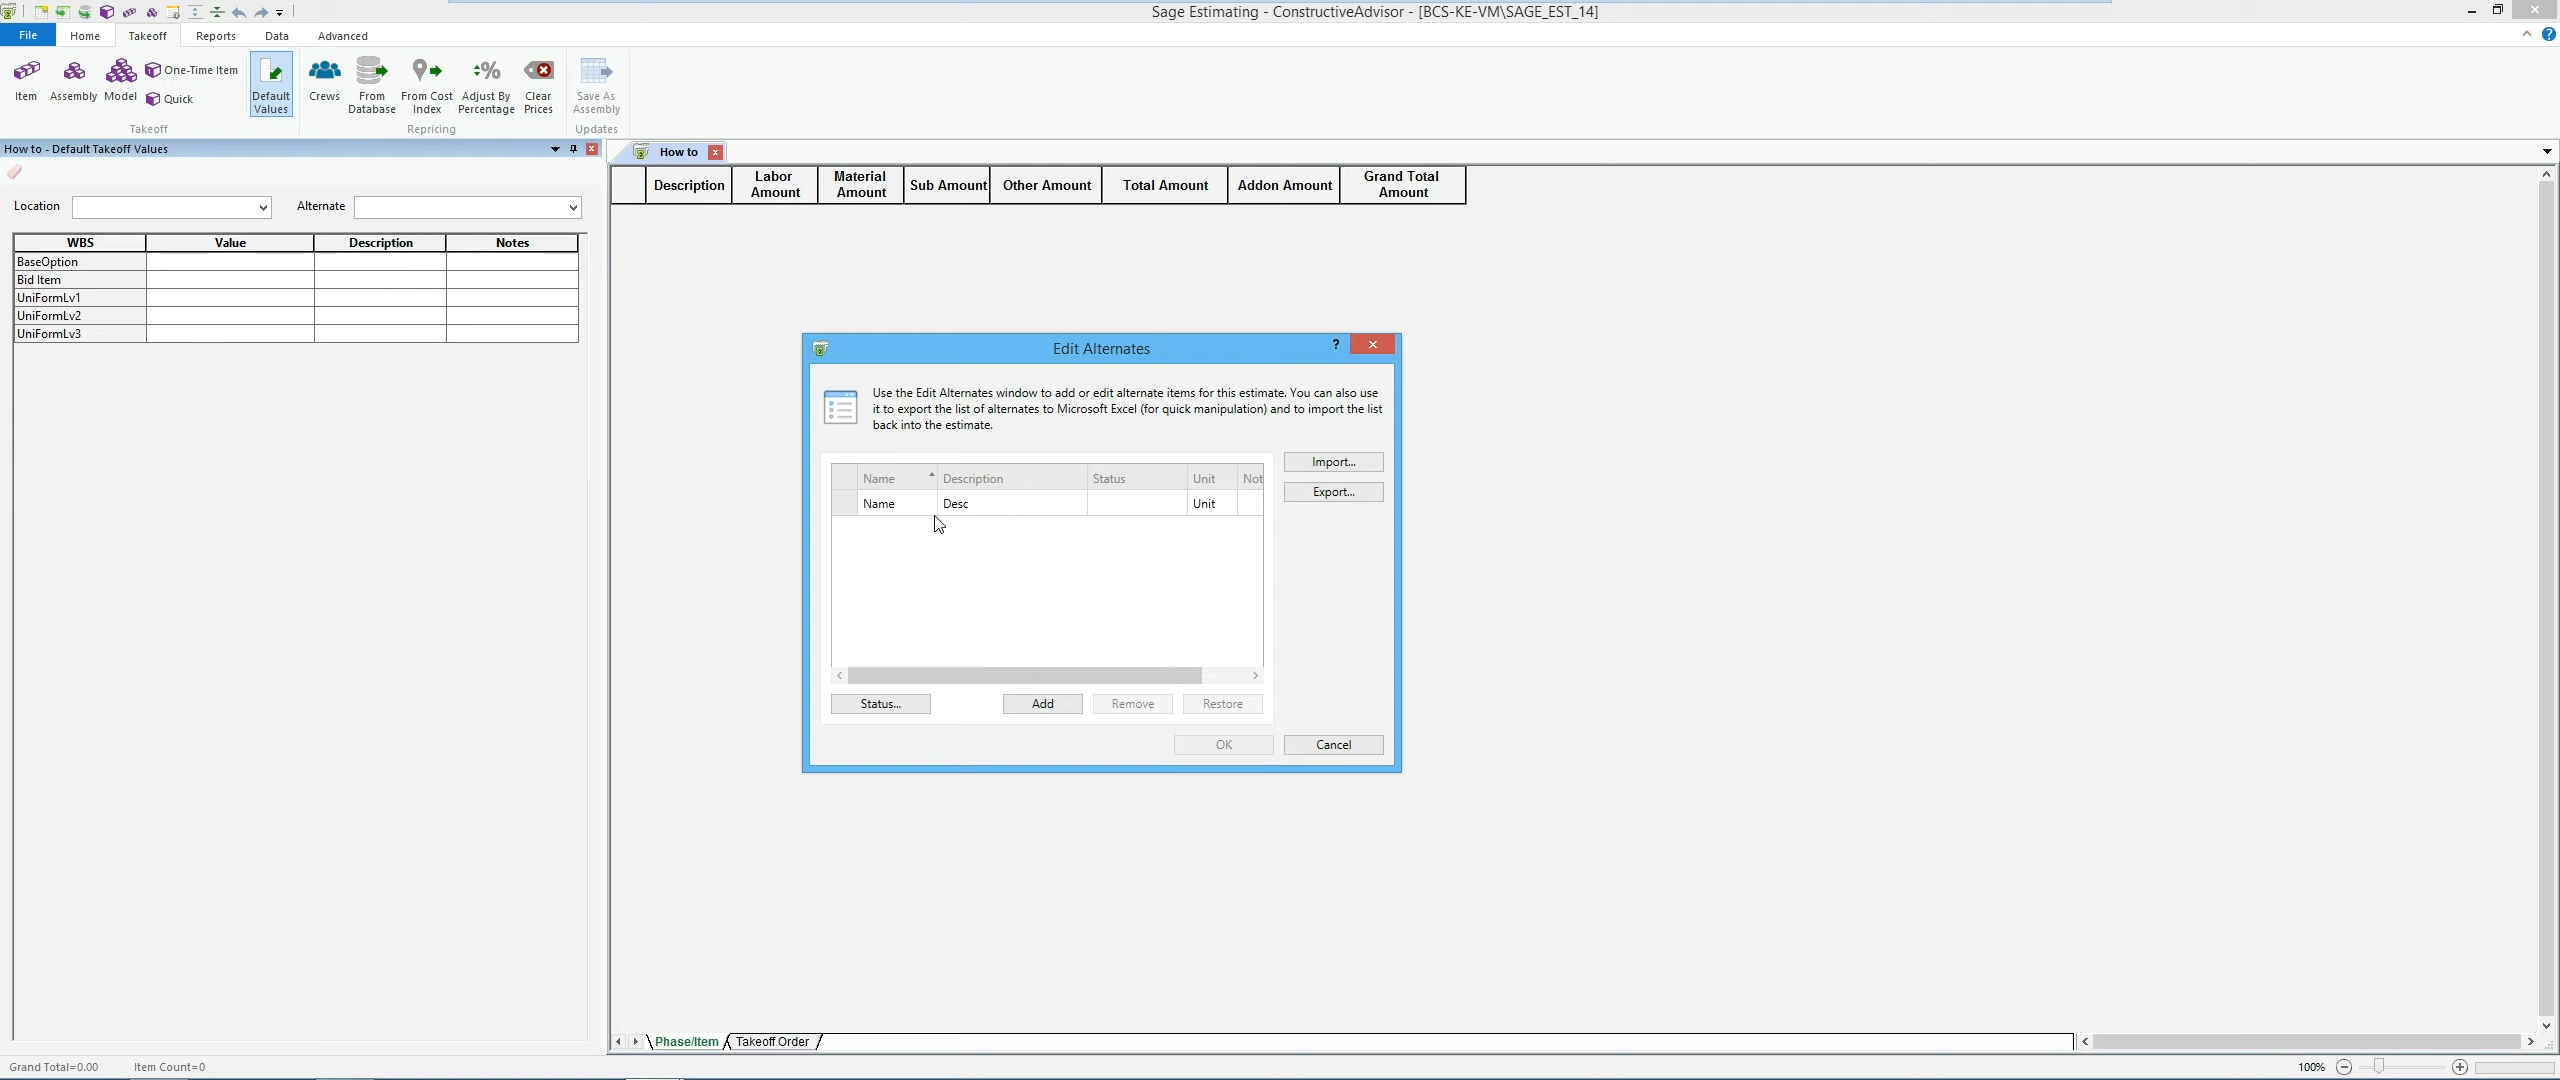 Sage Estimating - ConstructiveAdvisor - [BCS-KE-VM\SAGE_EST_14]
File Home Takeoff Reports Data Advanced
Item Assembly Model One-Time Item Quick Default Values Crews From Database From Cost Index Adjust By Percentage Clear Prices Save As Assembly
Takeoff Repricing Updates
How to - Default Takeoff Values
How to
Location Alternate
WBS Value Description Notes
BaseOption
Bid Item
UniFormLv1
UniFormLv2
UniFormLv3
Description Labor Amount Material Amount Sub Amount Other Amount Total Amount Addon Amount Grand Total Amount
Edit Alternates ?
Use the Edit Alternates window to add or edit alternate items for this estimate. You can also use
it to export the list of alternates to Microsoft Excel (for quick manipulation) and to import the list
back into the estimate.
Name Description Status Unit Not
Name Desc Unit
Import...
Export...
Status... Add Remove Restore
OK Cancel
Phase/Item Takeoff Order
Grand Total=0.00 Item Count=0 100%